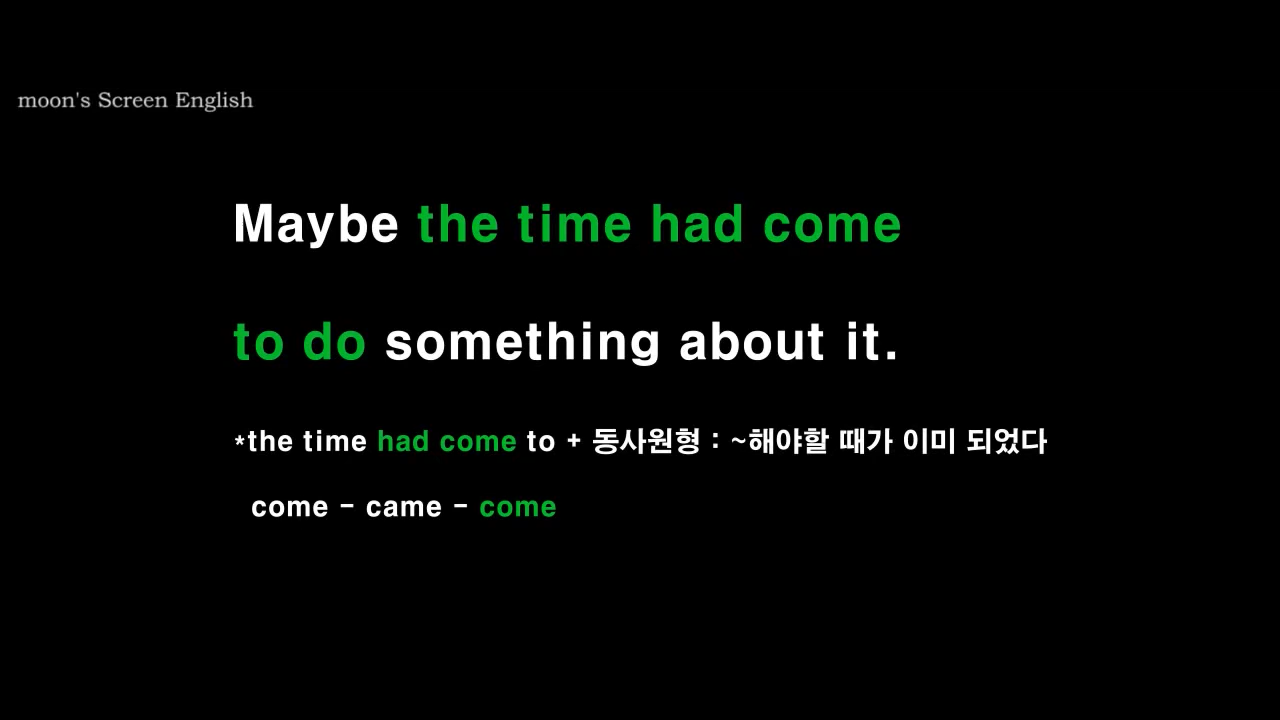 moon's Screen English
Maybe the time had come
to do something about it.
*the time had come to + 동사원형 : ~해야할 때가 이미 되었다
come - came - come